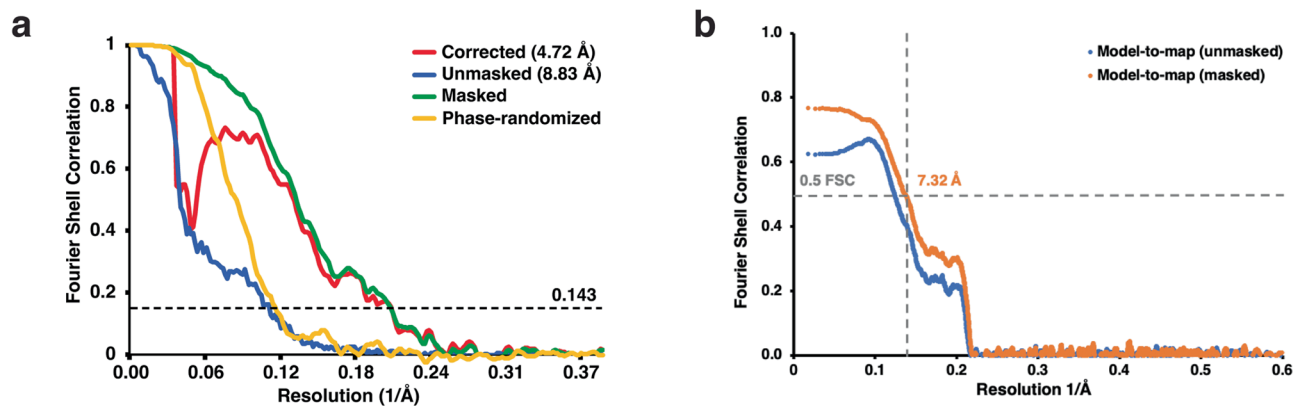 a
1
0.8
0.6
0.4
0.2
0
Fourier Shell Correlation
Corrected (4.72 Å)
Unmasked (8.83 Å)
Masked
Phase-randomized
0.143
0.00
0.06
0.12
0.18
0.24
0.31
0.37
Resolution (1/Å)
b
1.0
0.8
0.6
0.4
0.2
0.0
Fourier Shell Correlation
Model-to-map (unmasked)
Model-to-map (masked)
0.5 FSC
7.32 Å
0
0.1
0.2
0.3
0.4
0.5
0.6
Resolution 1/Å